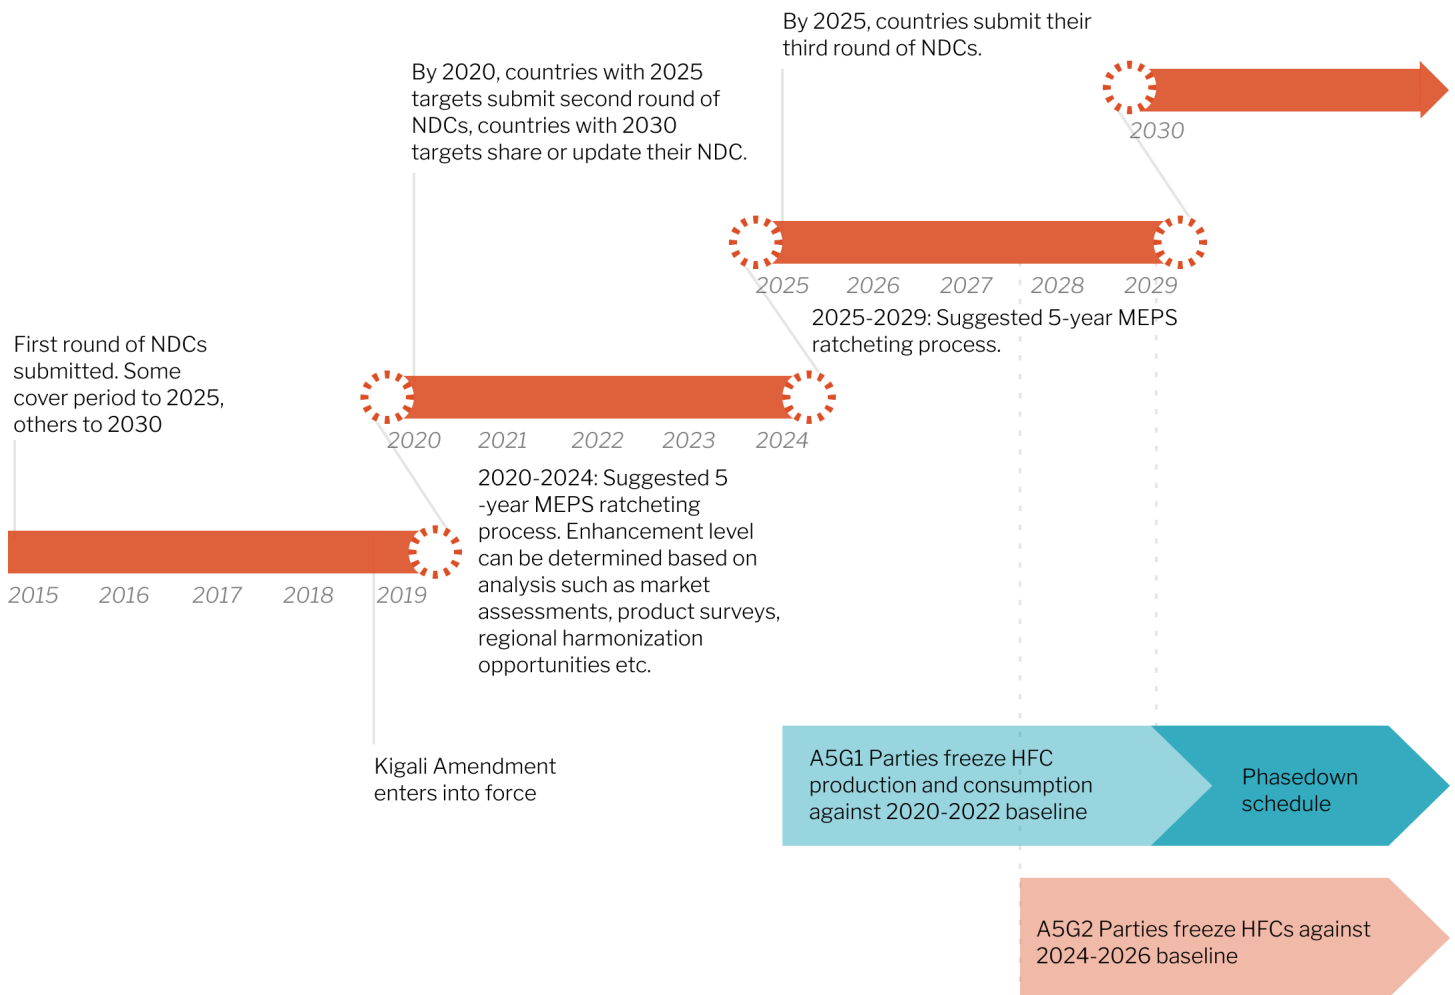 By 2025, countries submit their
third round of NDCs.
By 2020, countries with 2025
targets submit second round of
NDCs, countries with 2030
targets share or update their NDC.
2030
2025 2026 2027 2028 2029
2025-2029: Suggested 5-year MEPS
ratcheting process.
First round of NDCs
submitted. Some
cover period to 2025,
others to 2030
2020 2021 2022 2023 2024
2020-2024: Suggested 5
-year MEPS ratcheting
process. Enhancement level
can be determined based on
analysis such as market
assessments, product surveys,
regional harmonization
opportunities etc.
2015 2016 2017 2018 2019
Kigali Amendment
enters into force
A5G1 Parties freeze HFC
production and consumption
against 2020-2022 baseline
Phasedown
schedule
A5G2 Parties freeze HFCs against
2024-2026 baseline